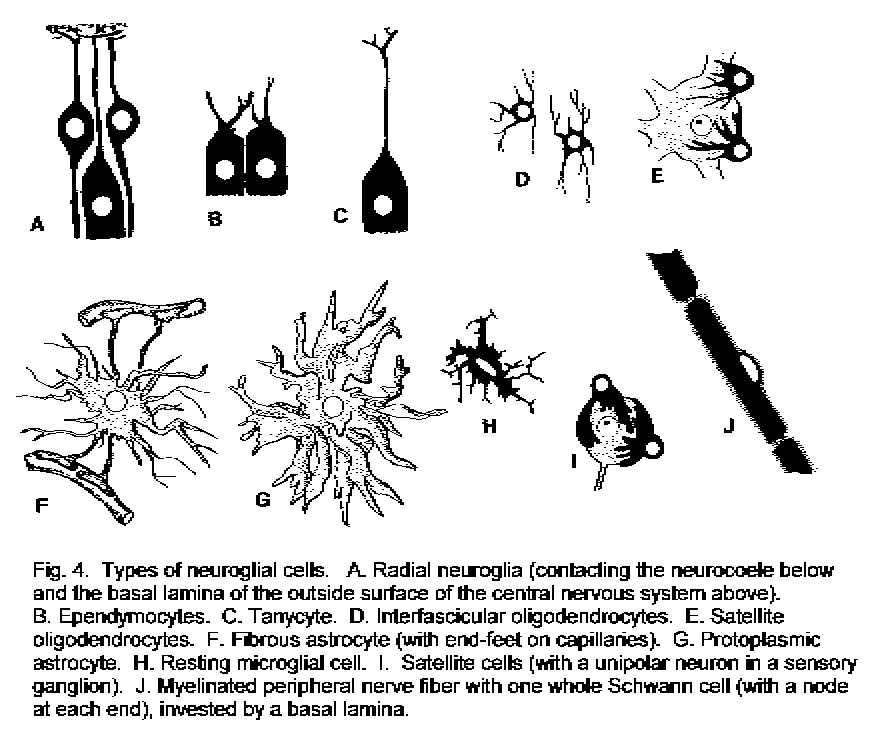 A
B
C
D
E
F
G
H
I
J
Fig. 4. Types of neuroglial cells. A. Radial neuroglia (contacting the neurocoele below
and the basal lamina of the outside surface of the central nervous system above).
B. Ependymocytes. C. Tanycyte. D. Interfascicular oligodendrocytes. E. Satellite
oligodendrocytes. F. Fibrous astrocyte (with end-feet on capillaries). G. Protoplasmic
astrocyte. H. Resting microglial cell. I. Satellite cells (with a unipolar neuron in a sensory
ganglion). J. Myelinated peripheral nerve fiber with one whole Schwann cell (with a node
at each end), invested by a basal lamina.